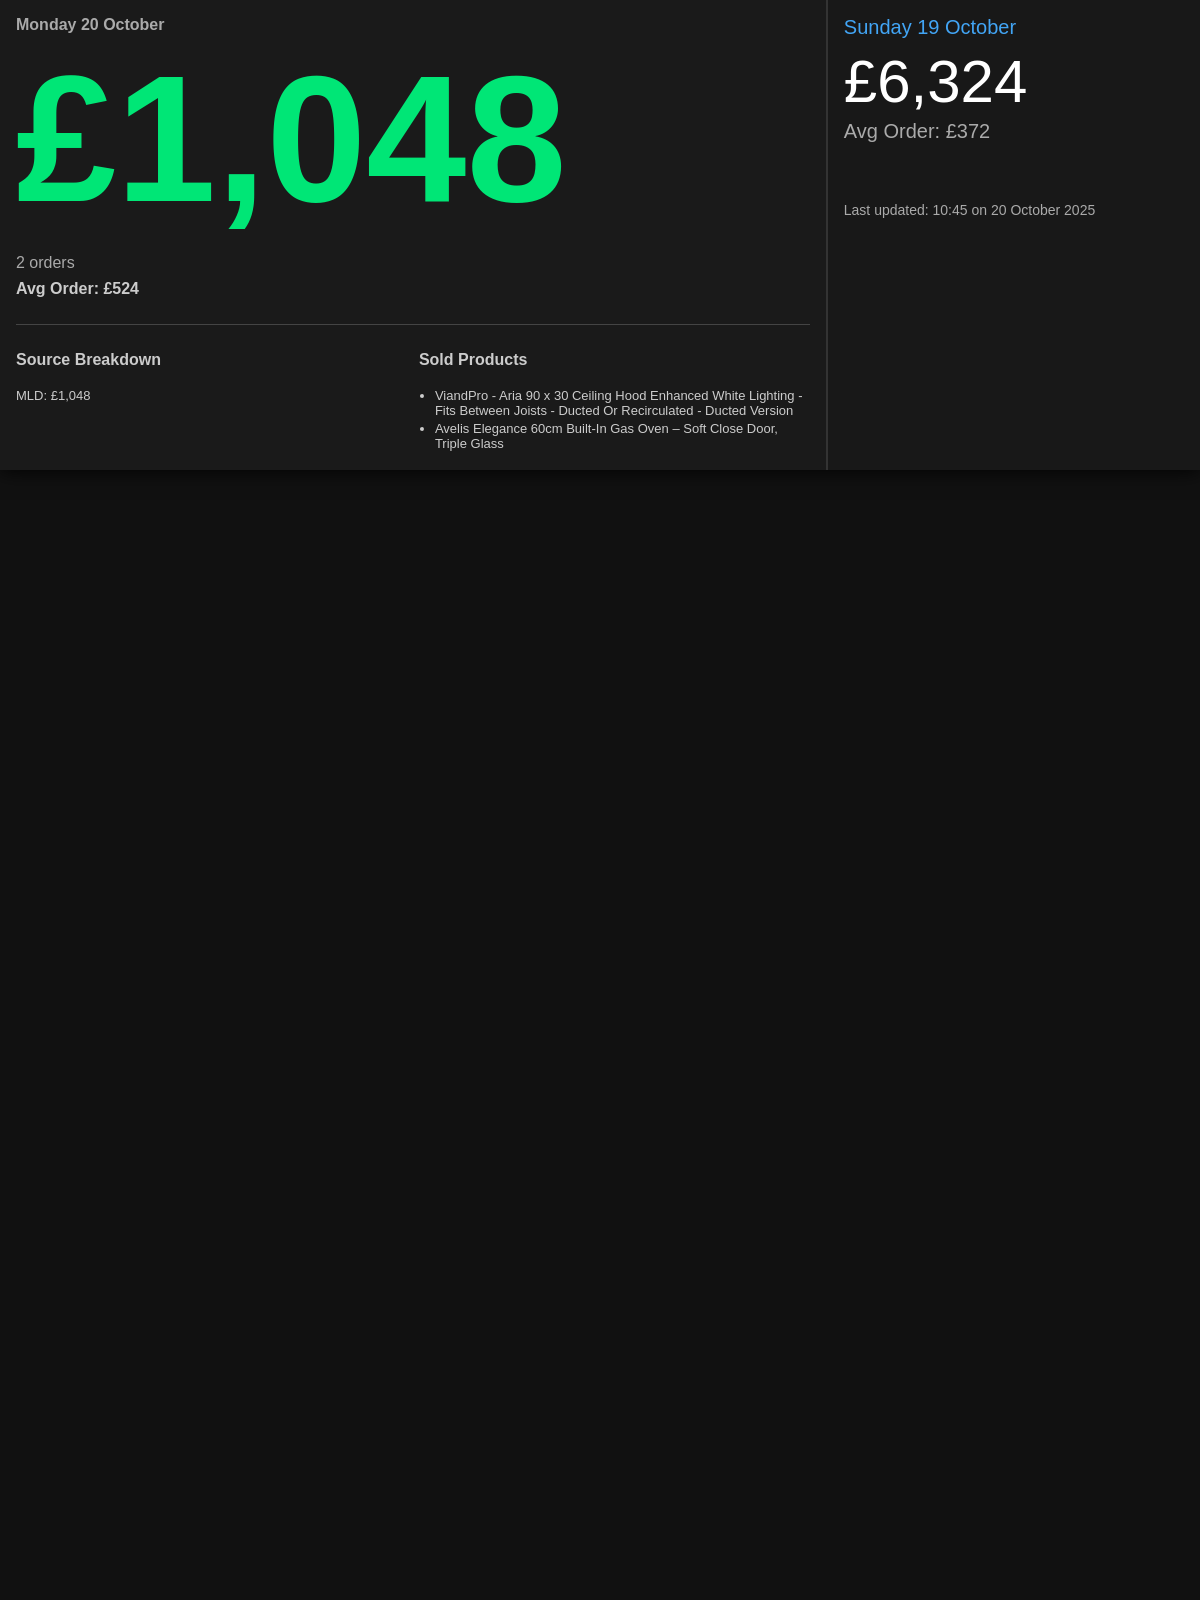 Monday 20 October
£1,048
2 orders
Avg Order: £524
Source Breakdown
MLD: £1,048
Sold Products
• ViandPro - Aria 90 x 30 Ceiling Hood Enhanced White Lighting -
Fits Between Joists - Ducted Or Recirculated - Ducted Version
• Avelis Elegance 60cm Built-In Gas Oven – Soft Close Door,
Triple Glass
Sunday 19 October
£6,324
Avg Order: £372
Last updated: 10:45 on 20 October 2025